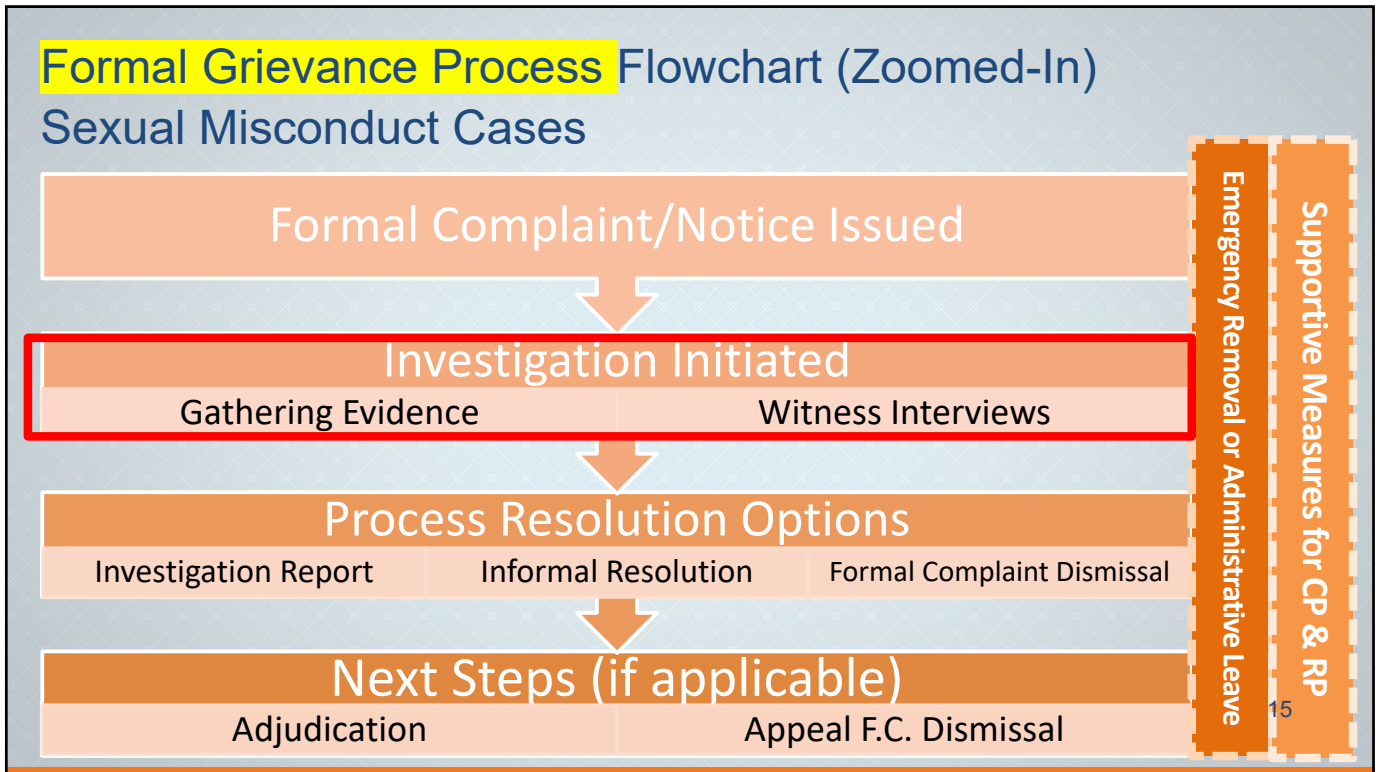 Formal Grievance Process Flowchart (Zoomed-In)
Sexual Misconduct Cases
Formal Complaint/Notice Issued
Investigation Initiated
Gathering Evidence
Witness Interviews
Process Resolution Options
Investigation Report
Informal Resolution
Formal Complaint Dismissal
Next Steps (if applicable)
Adjudication
Appeal F.C. Dismissal
Emergency Removal or Administrative Leave
Supportive Measures for CP & RP
15